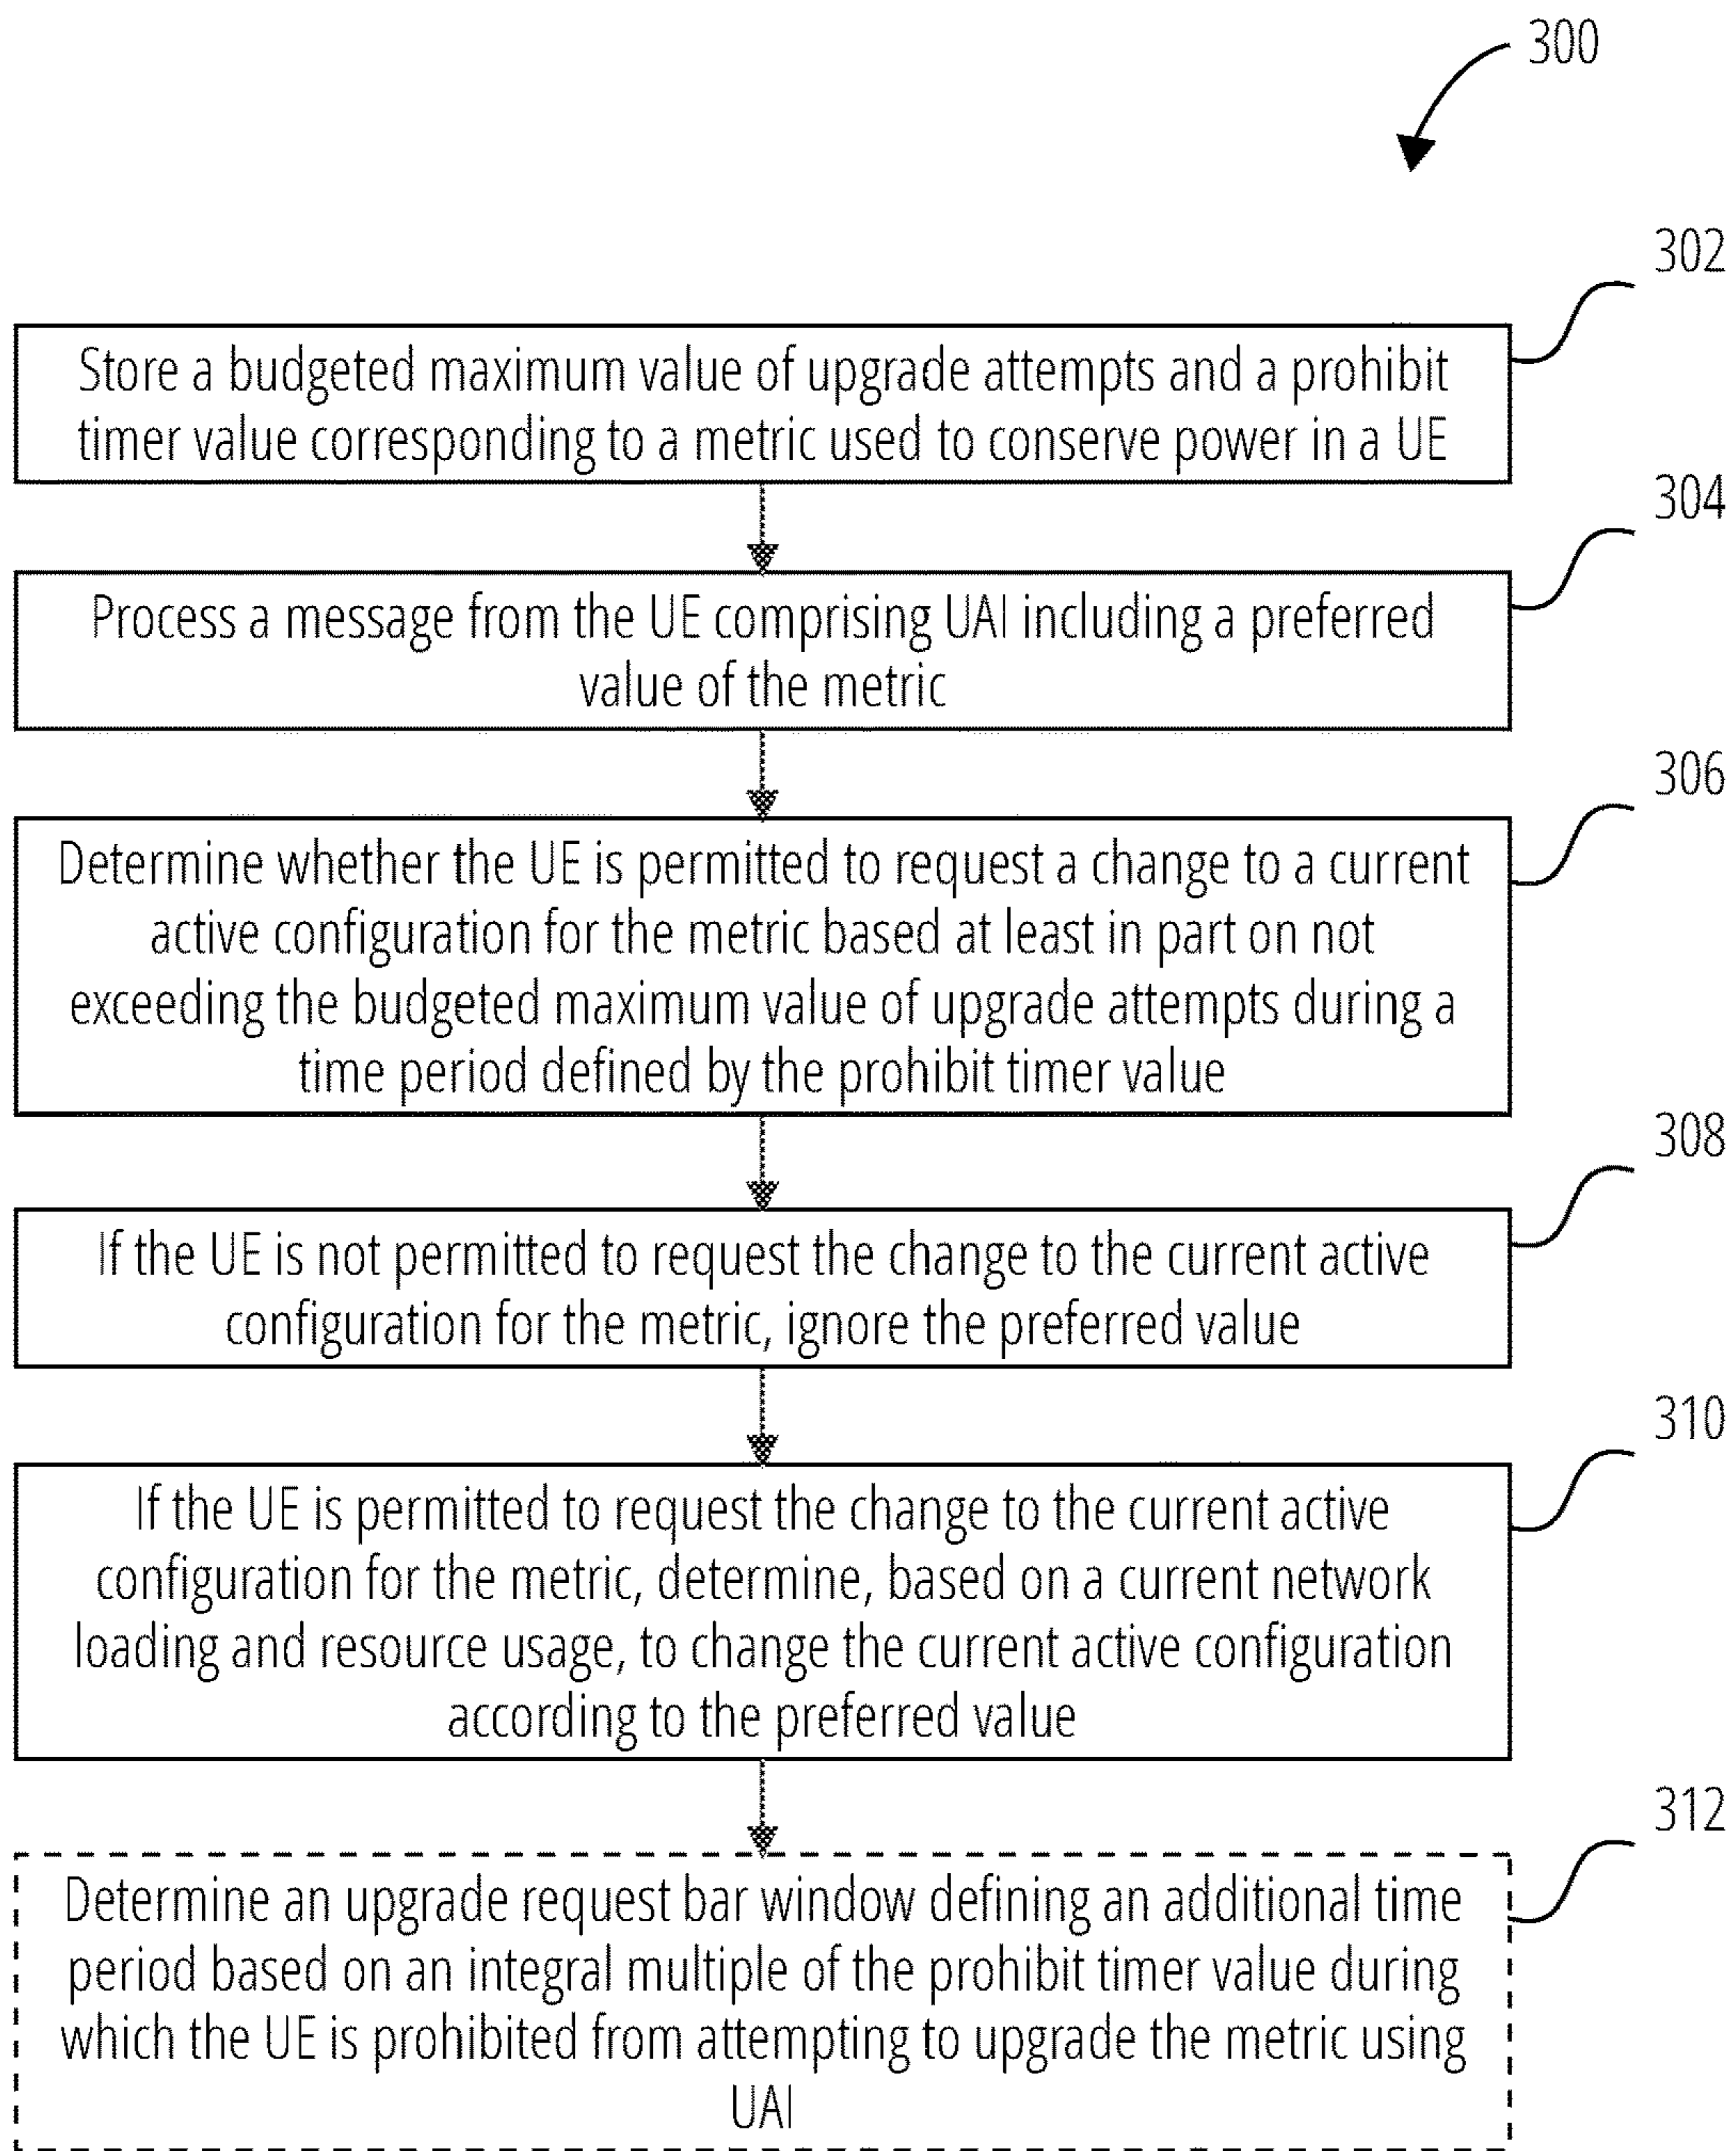 300
302
Store a budgeted maximum value of upgrade attempts and a prohibit
timer value corresponding to a metric used to conserve power in a UE
304
Process a message from the UE comprising UAI including a preferred
value of the metric
306
Determine whether the UE is permitted to request a change to a current
active configuration for the metric based at least in part on not
exceeding the budgeted maximum value of upgrade attempts during a
time period defined by the prohibit timer value
308
If the UE is not permitted to request the change to the current active
configuration for the metric, ignore the preferred value
310
If the UE is permitted to request the change to the current active
configuration for the metric, determine, based on a current network
loading and resource usage, to change the current active configuration
according to the preferred value
312
Determine an upgrade request bar window defining an additional time
period based on an integral multiple of the prohibit timer value during
which the UE is prohibited from attempting to upgrade the metric using
UAI